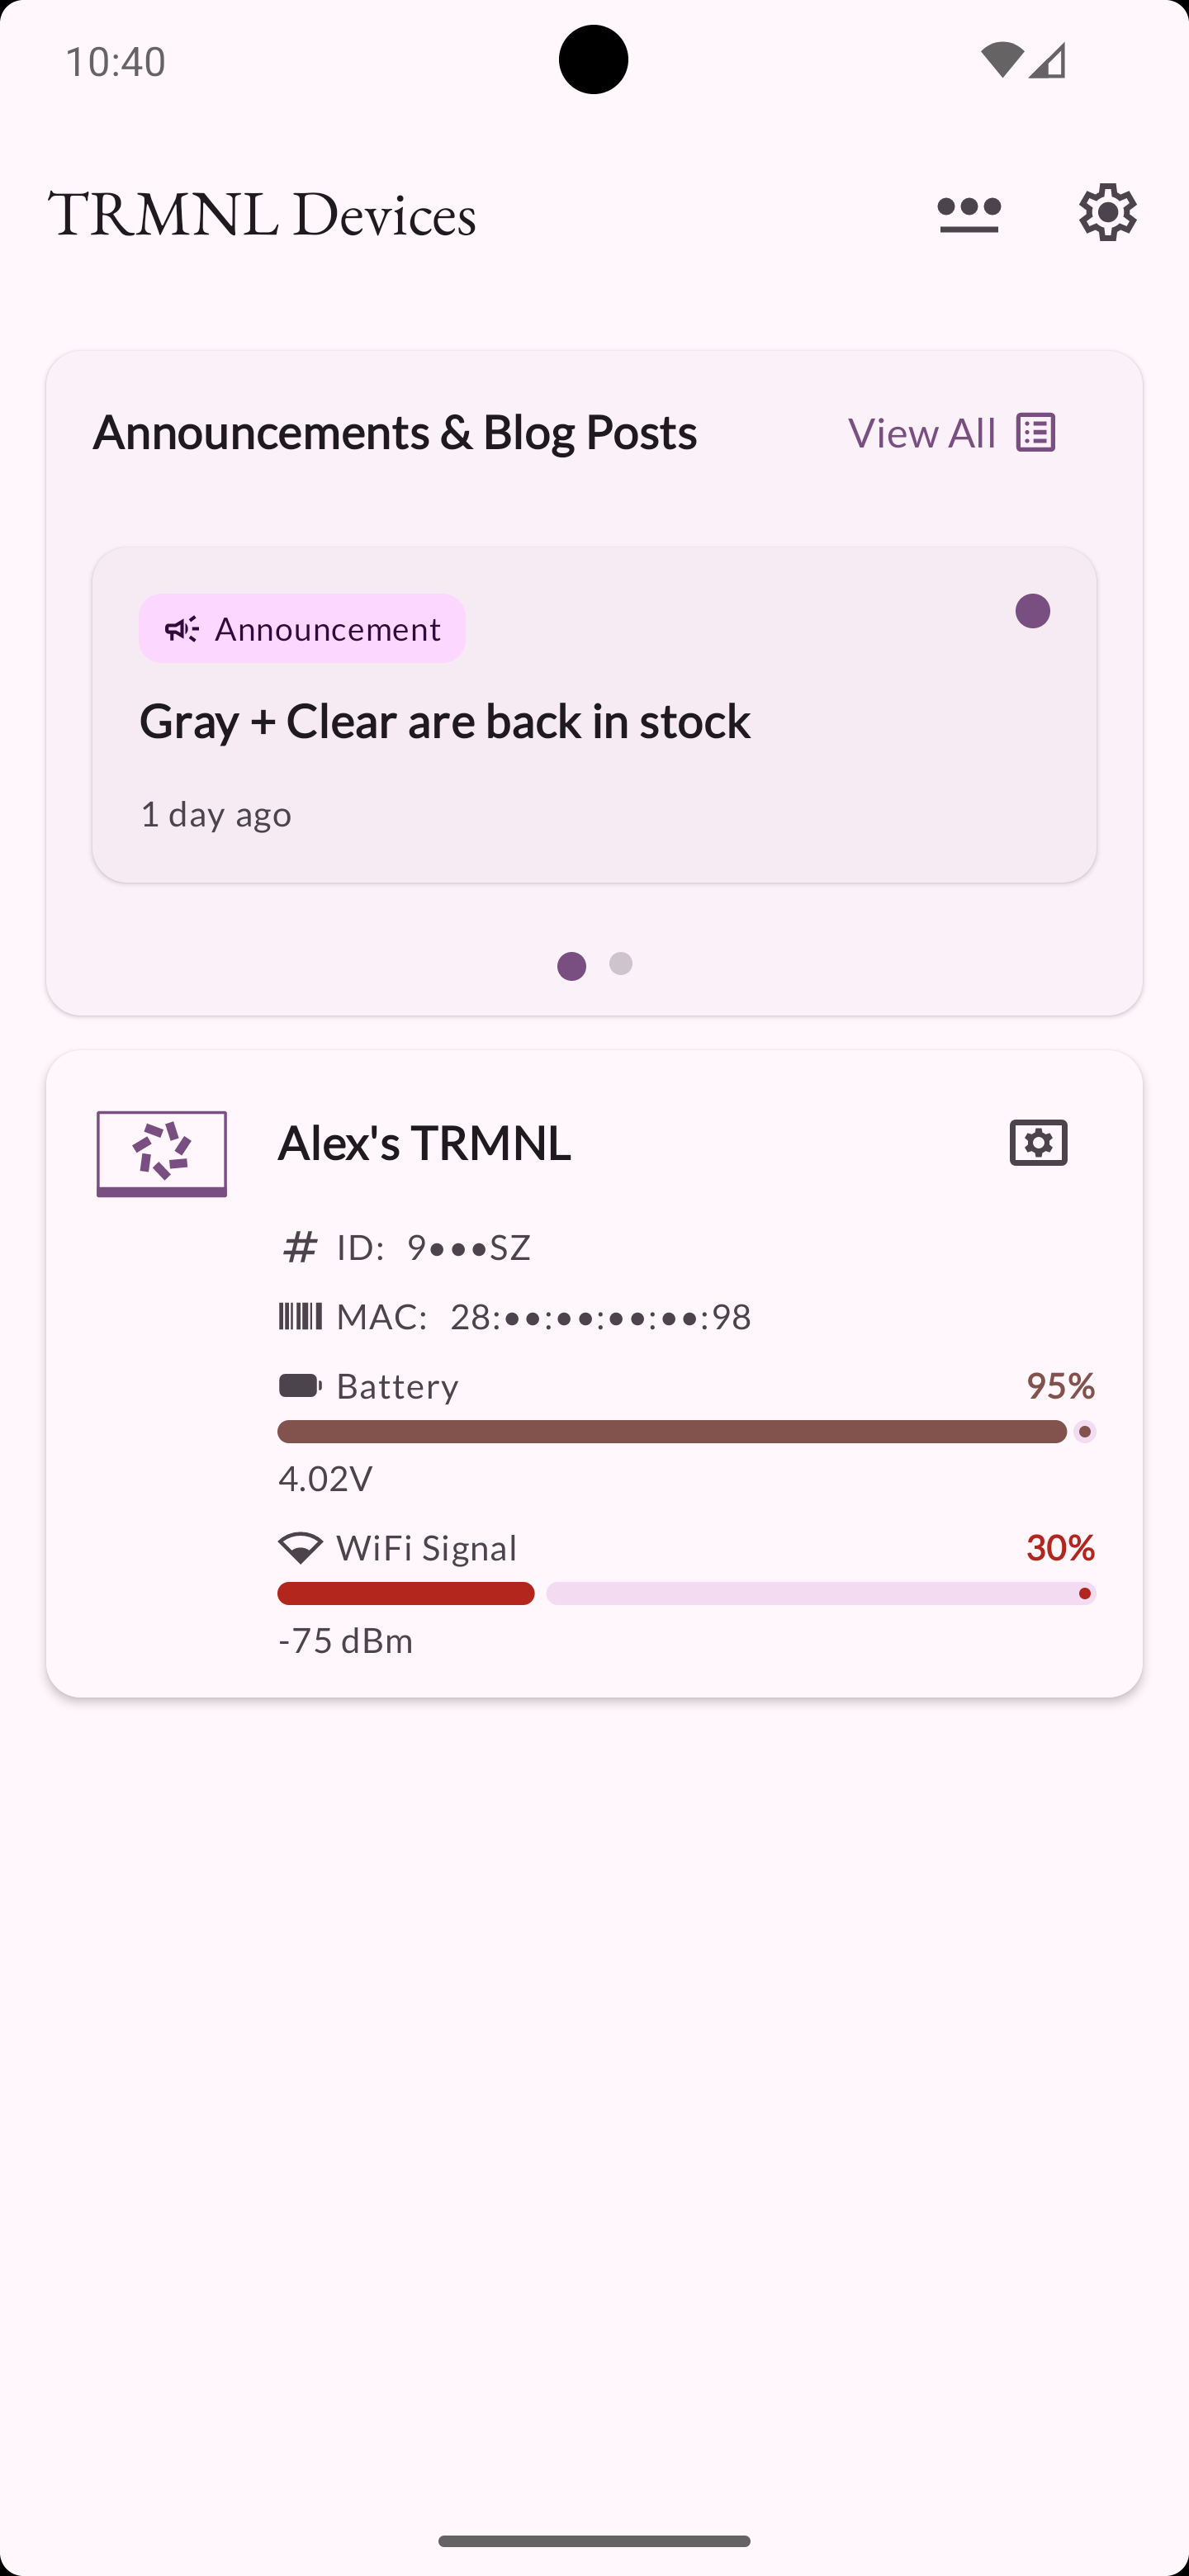 10:40
TRMNL Devices
Announcements & Blog Posts
View All
Announcement
Gray + Clear are back in stock
1 day ago
Alex's TRMNL
ID: 9•••SZ
MAC: 28:••:••:••:••:98
Battery 95%
4.02V
WiFi Signal 30%
-75 dBm